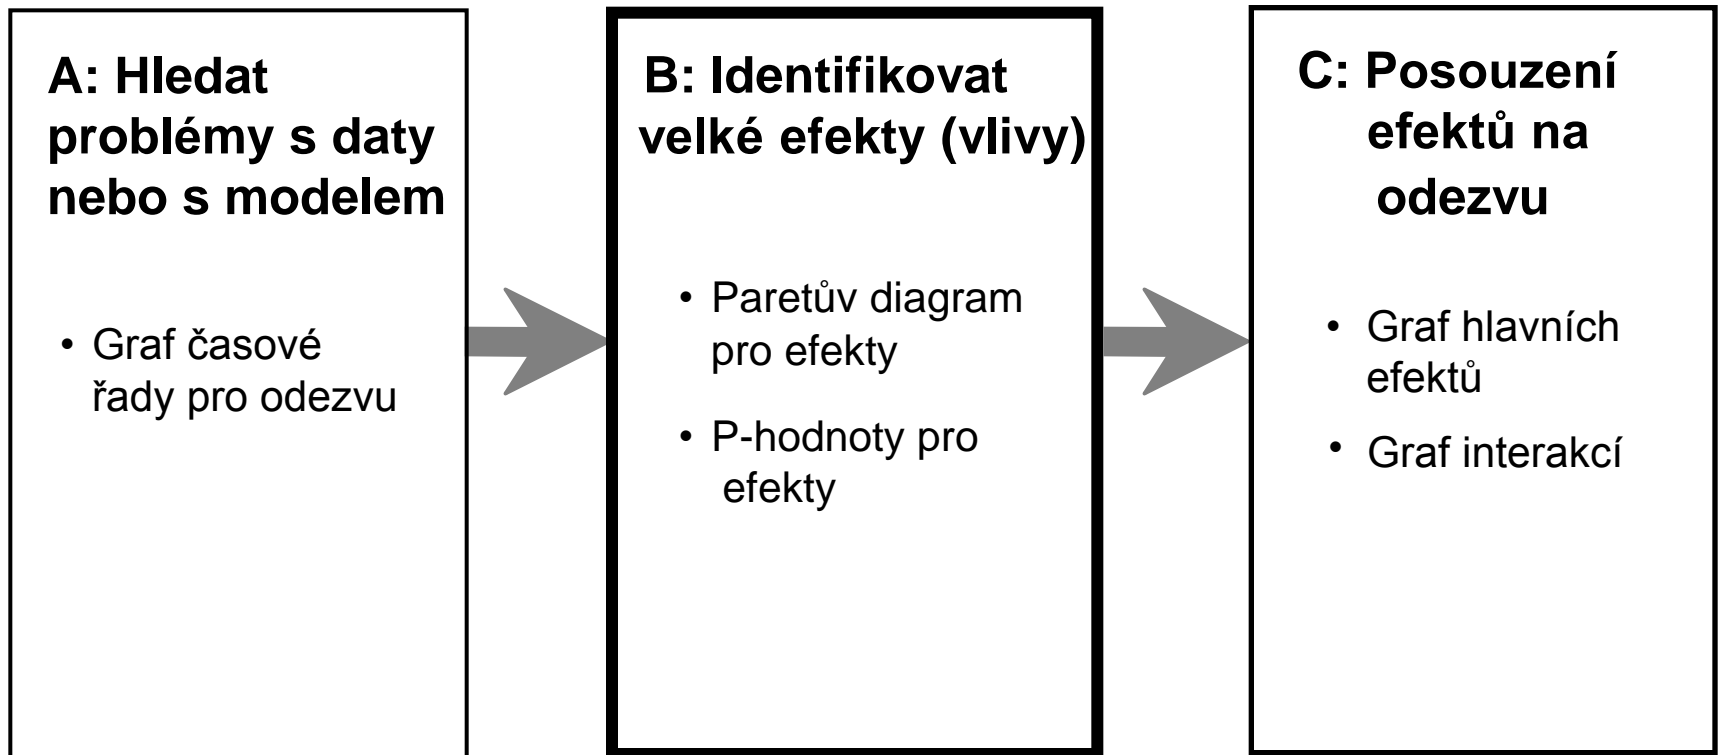 A: Hledat
problémy s daty
nebo s modelem
• Graf časové
řady pro odezvu
B: Identifikovat
velké efekty (vlivy)
• Paretův diagram
pro efekty
• P-hodnoty pro
efekty
C: Posouzení
efektů na
odezvu
• Graf hlavních
efektů
• Graf interakcí